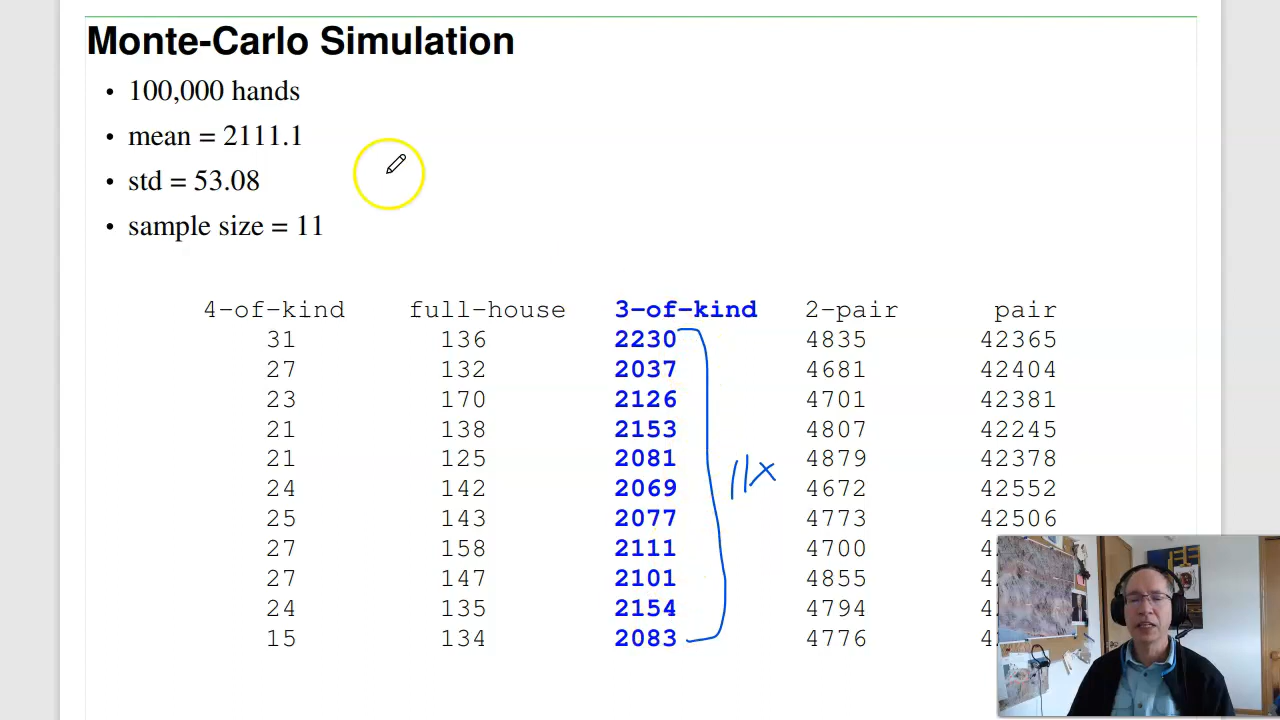 Monte-Carlo Simulation
• 100,000 hands
• mean = 2111.1
• std = 53.08
• sample size = 11
4-of-kind full-house 3-of-kind 2-pair pair
31 136 2230 4835 42365
27 132 2037 4681 42404
23 170 2126 4701 42381
21 138 2153 4807 42245
21 125 2081 4879 42378
24 142 2069 4672 42552
25 143 2077 4773 42506
27 158 2111 4700
27 147 2101 4855
24 135 2154 4794
15 134 2083 4776
11x